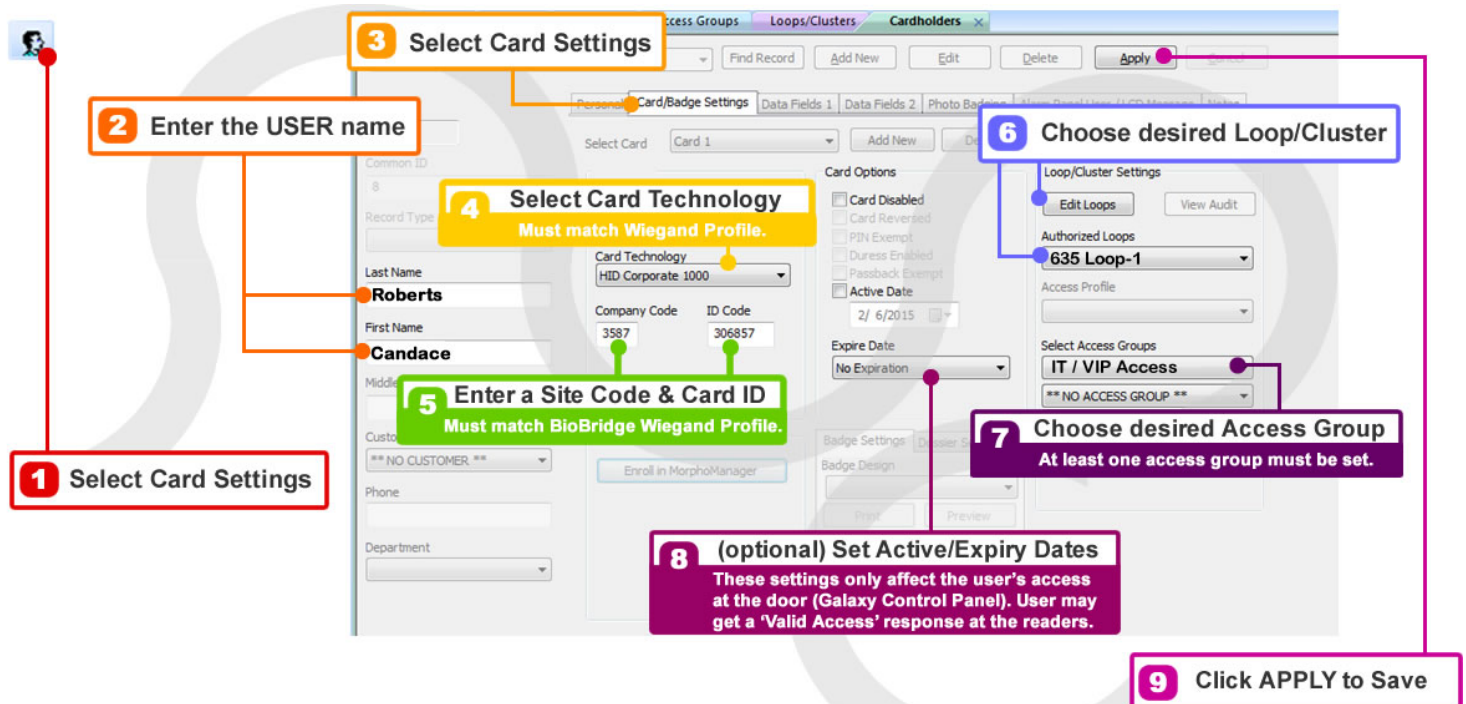 ccess Groups Loops/Clusters Cardholders
3 Select Card Settings
Find Record Add New Edit Delete Apply
Card/Badge Settings Data Fields 1 Data Fields 2 Photo Badging
2 Enter the USER name
6 Choose desired Loop/Cluster
Select Card Card 1 Add New
Common ID
8
Record Type
Card Options
Card Disabled
Card Reversed
PIN Exempt
Duress Enabled
Passback Exempt
Active Date
2/ 6/2015
Loop/Cluster Settings
Edit Loops View Audit
Authorized Loops
635 Loop-1
Access Profile
4 Select Card Technology
Must match Wiegand Profile.
Card Technology
HID Corporate 1000
Last Name
Roberts
Company Code ID Code
3587 306857
First Name
Candace
Expire Date
No Expiration
Select Access Groups
IT / VIP Access
** NO ACCESS GROUP **
Middle
5 Enter a Site Code & Card ID
Must match BioBridge Wiegand Profile.
7 Choose desired Access Group
At least one access group must be set.
Custo
** NO CUSTOMER **
Enroll in MorphoManager
Badge Settings
Badge Design
Print Preview
1 Select Card Settings
Phone
Department
8 (optional) Set Active/Expiry Dates
These settings only affect the user's access
at the door (Galaxy Control Panel). User may
get a 'Valid Access' response at the readers.
9 Click APPLY to Save